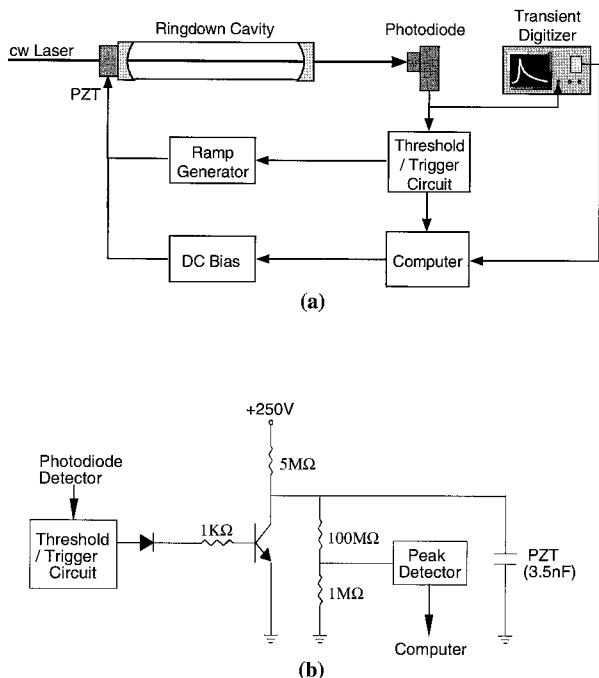 Ringdown Cavity
Photodiode
Transient
Digitizer
cw Laser
PZT
Ramp
Generator
Threshold
/ Trigger
Circuit
DC Bias
Computer
(a)
+250V
5MΩ
Photodiode
Detector
Threshold
/ Trigger
Circuit
1KΩ
100MΩ
1MΩ
Peak
Detector
PZT
(3.5nF)
Computer
(b)